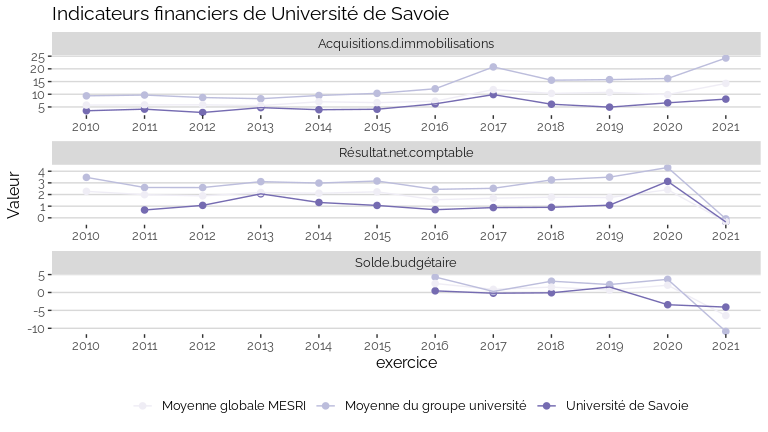 Indicateurs financiers de Université de Savoie
Acquisitions.d.immobilisations
25
20
15
10
5
2010 2011 2012 2013 2014 2015 2016 2017 2018 2019 2020 2021
Résultat.net.comptable
4
3
2
1
0
2010 2011 2012 2013 2014 2015 2016 2017 2018 2019 2020 2021
Solde.budgétaire
5
0
-5
-10
2010 2011 2012 2013 2014 2015 2016 2017 2018 2019 2020 2021
Valeur
exercice
Moyenne globale MESRI Moyenne du groupe université Université de Savoie